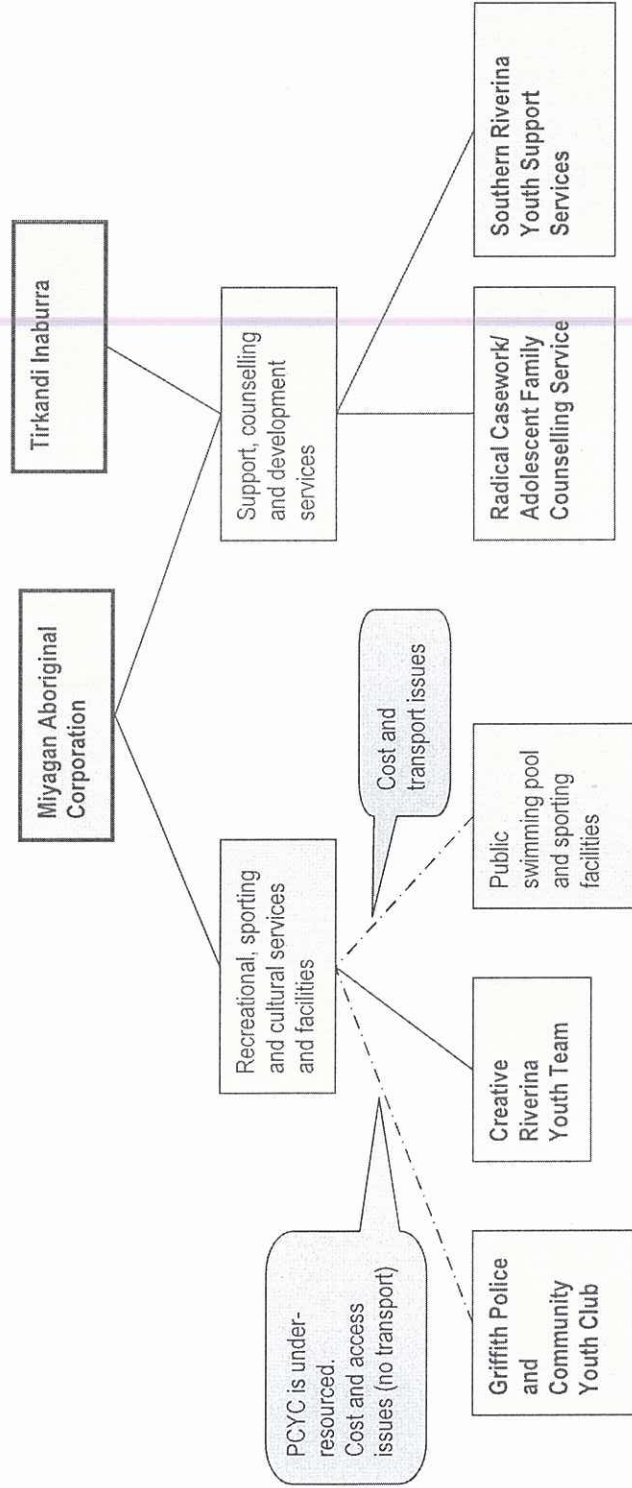 Miyagan Aboriginal
Corporation
Tirkandi Inaburra
Recreational, sporting
and cultural services
and facilities
Support, counselling
and development
services
PCYC is under-
resourced.
Cost and access
issues (no transport)
Cost and
transport issues
Griffith Police
and
Community
Youth Club
Creative
Riverina
Youth Team
Public
swimming pool
and sporting
facilities
Radical Casework/
Adolescent Family
Counselling Service
Southern Riverina
Youth Support
Services